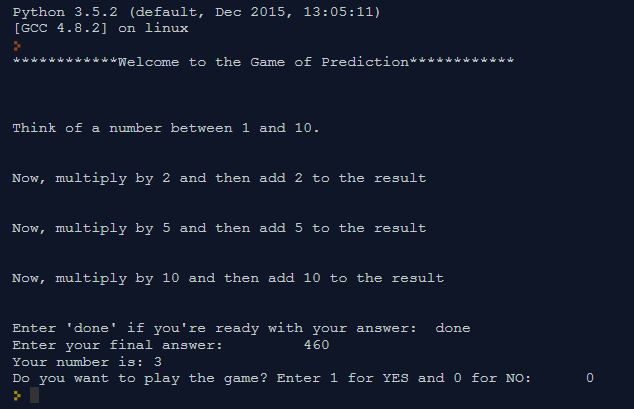 Python 3.5.2 (default, Dec 2015, 13:05:11)
[GCC 4.8.2] on linux
************Welcome to the Game of Prediction************
Think of a number between 1 and 10.
Now, multiply by 2 and then add 2 to the result
Now, multiply by 5 and then add 5 to the result
Now, multiply by 10 and then add 10 to the result
Enter 'done' if you're ready with your answer:  done
Enter your final answer:         460
Your number is: 3
Do you want to play the game? Enter 1 for YES and 0 for NO:      0